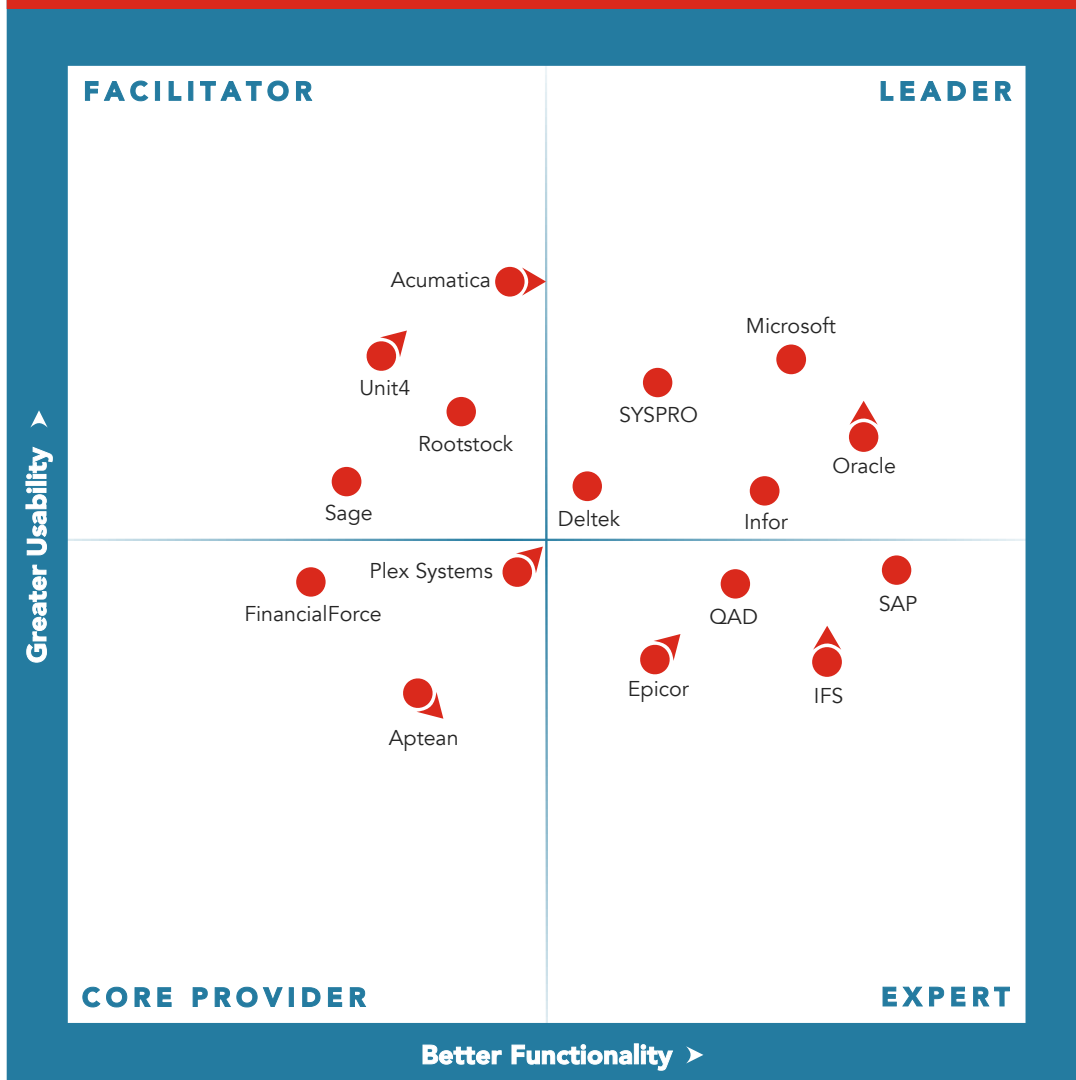 FACILITATOR
LEADER
Acumatica
Microsoft
Unit4
SYSPRO
Rootstock
Oracle
Sage
Deltek
Infor
Plex Systems
FinancialForce
QAD
SAP
Epicor
IFS
Aptean
CORE PROVIDER
EXPERT
Greater Usability
Better Functionality